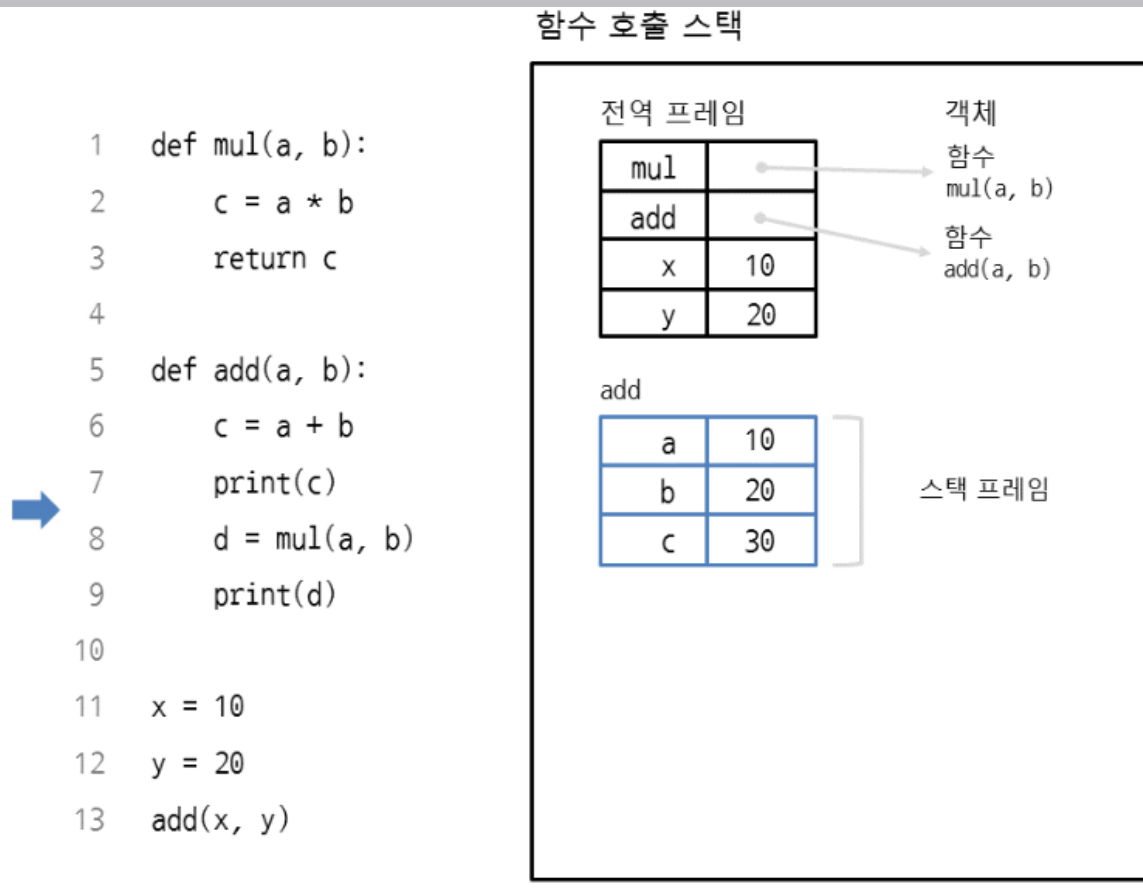 함수 호출 스택
1 def mul(a, b):
2 c = a * b
3 return c
4
5 def add(a, b):
6 c = a + b
7 print(c)
8 d = mul(a, b)
9 print(d)
10
11 x = 10
12 y = 20
13 add(x, y)
전역 프레임
mul
add
x 10
y 20
객체
함수
mul(a, b)
함수
add(a, b)
add
a 10
b 20
c 30
스택 프레임